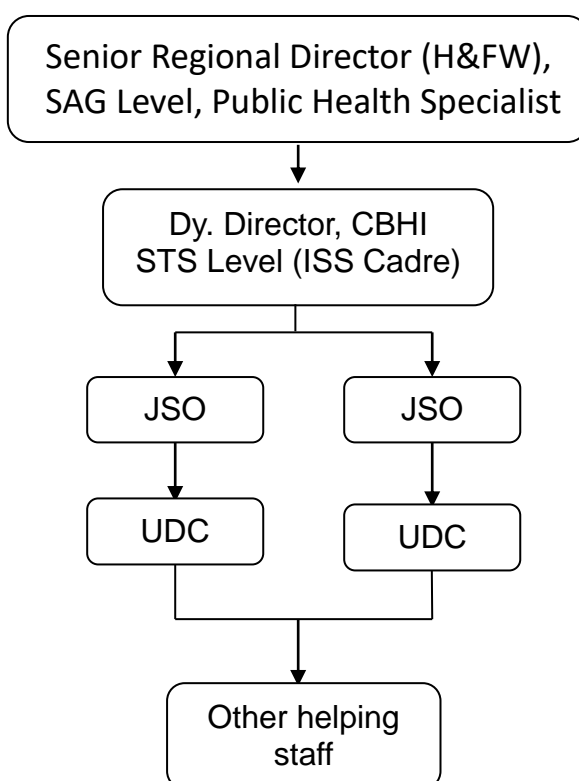 Senior Regional Director (H&FW),
SAG Level, Public Health Specialist
Dy. Director, CBHI
STS Level (ISS Cadre)
JSO
JSO
UDC
UDC
Other helping
staff